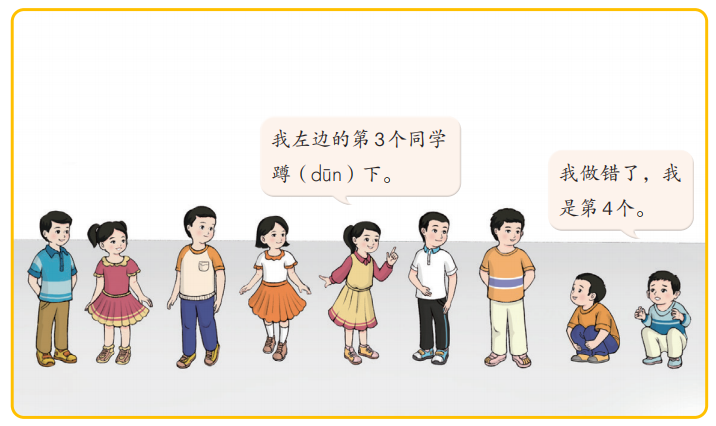 我左边的第3个同学
蹲（dūn）下。
我做错了，我
是第4个。